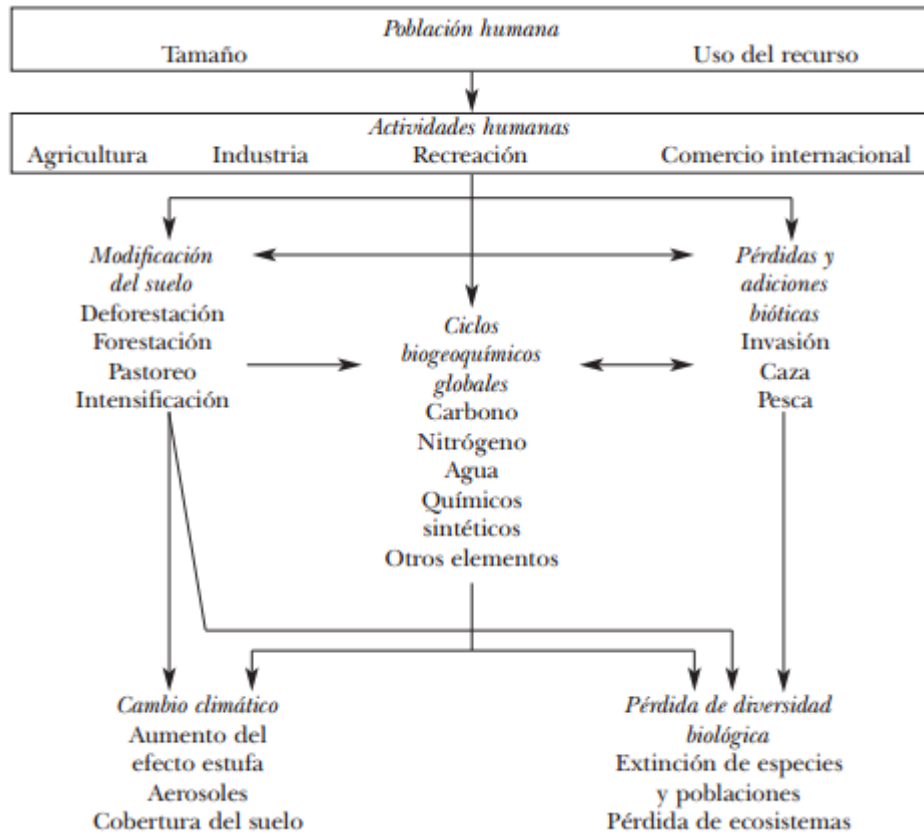 Población humana
Tamaño Uso del recurso
Actividades humanas
Agricultura Industria Recreación Comercio internacional
Modificación
del suelo
Deforestación
Forestación
Pastoreo
Intensificación
Ciclos
biogeoquímicos
globales
Carbono
Nitrógeno
Agua
Químicos
sintéticos
Otros elementos
Pérdidas y
adiciones
bióticas
Invasión
Caza
Pesca
Cambio climático
Aumento del
efecto estufa
Aerosoles
Cobertura del suelo
Pérdida de diversidad
biológica
Extinción de especies
y poblaciones
Pérdida de ecosistemas